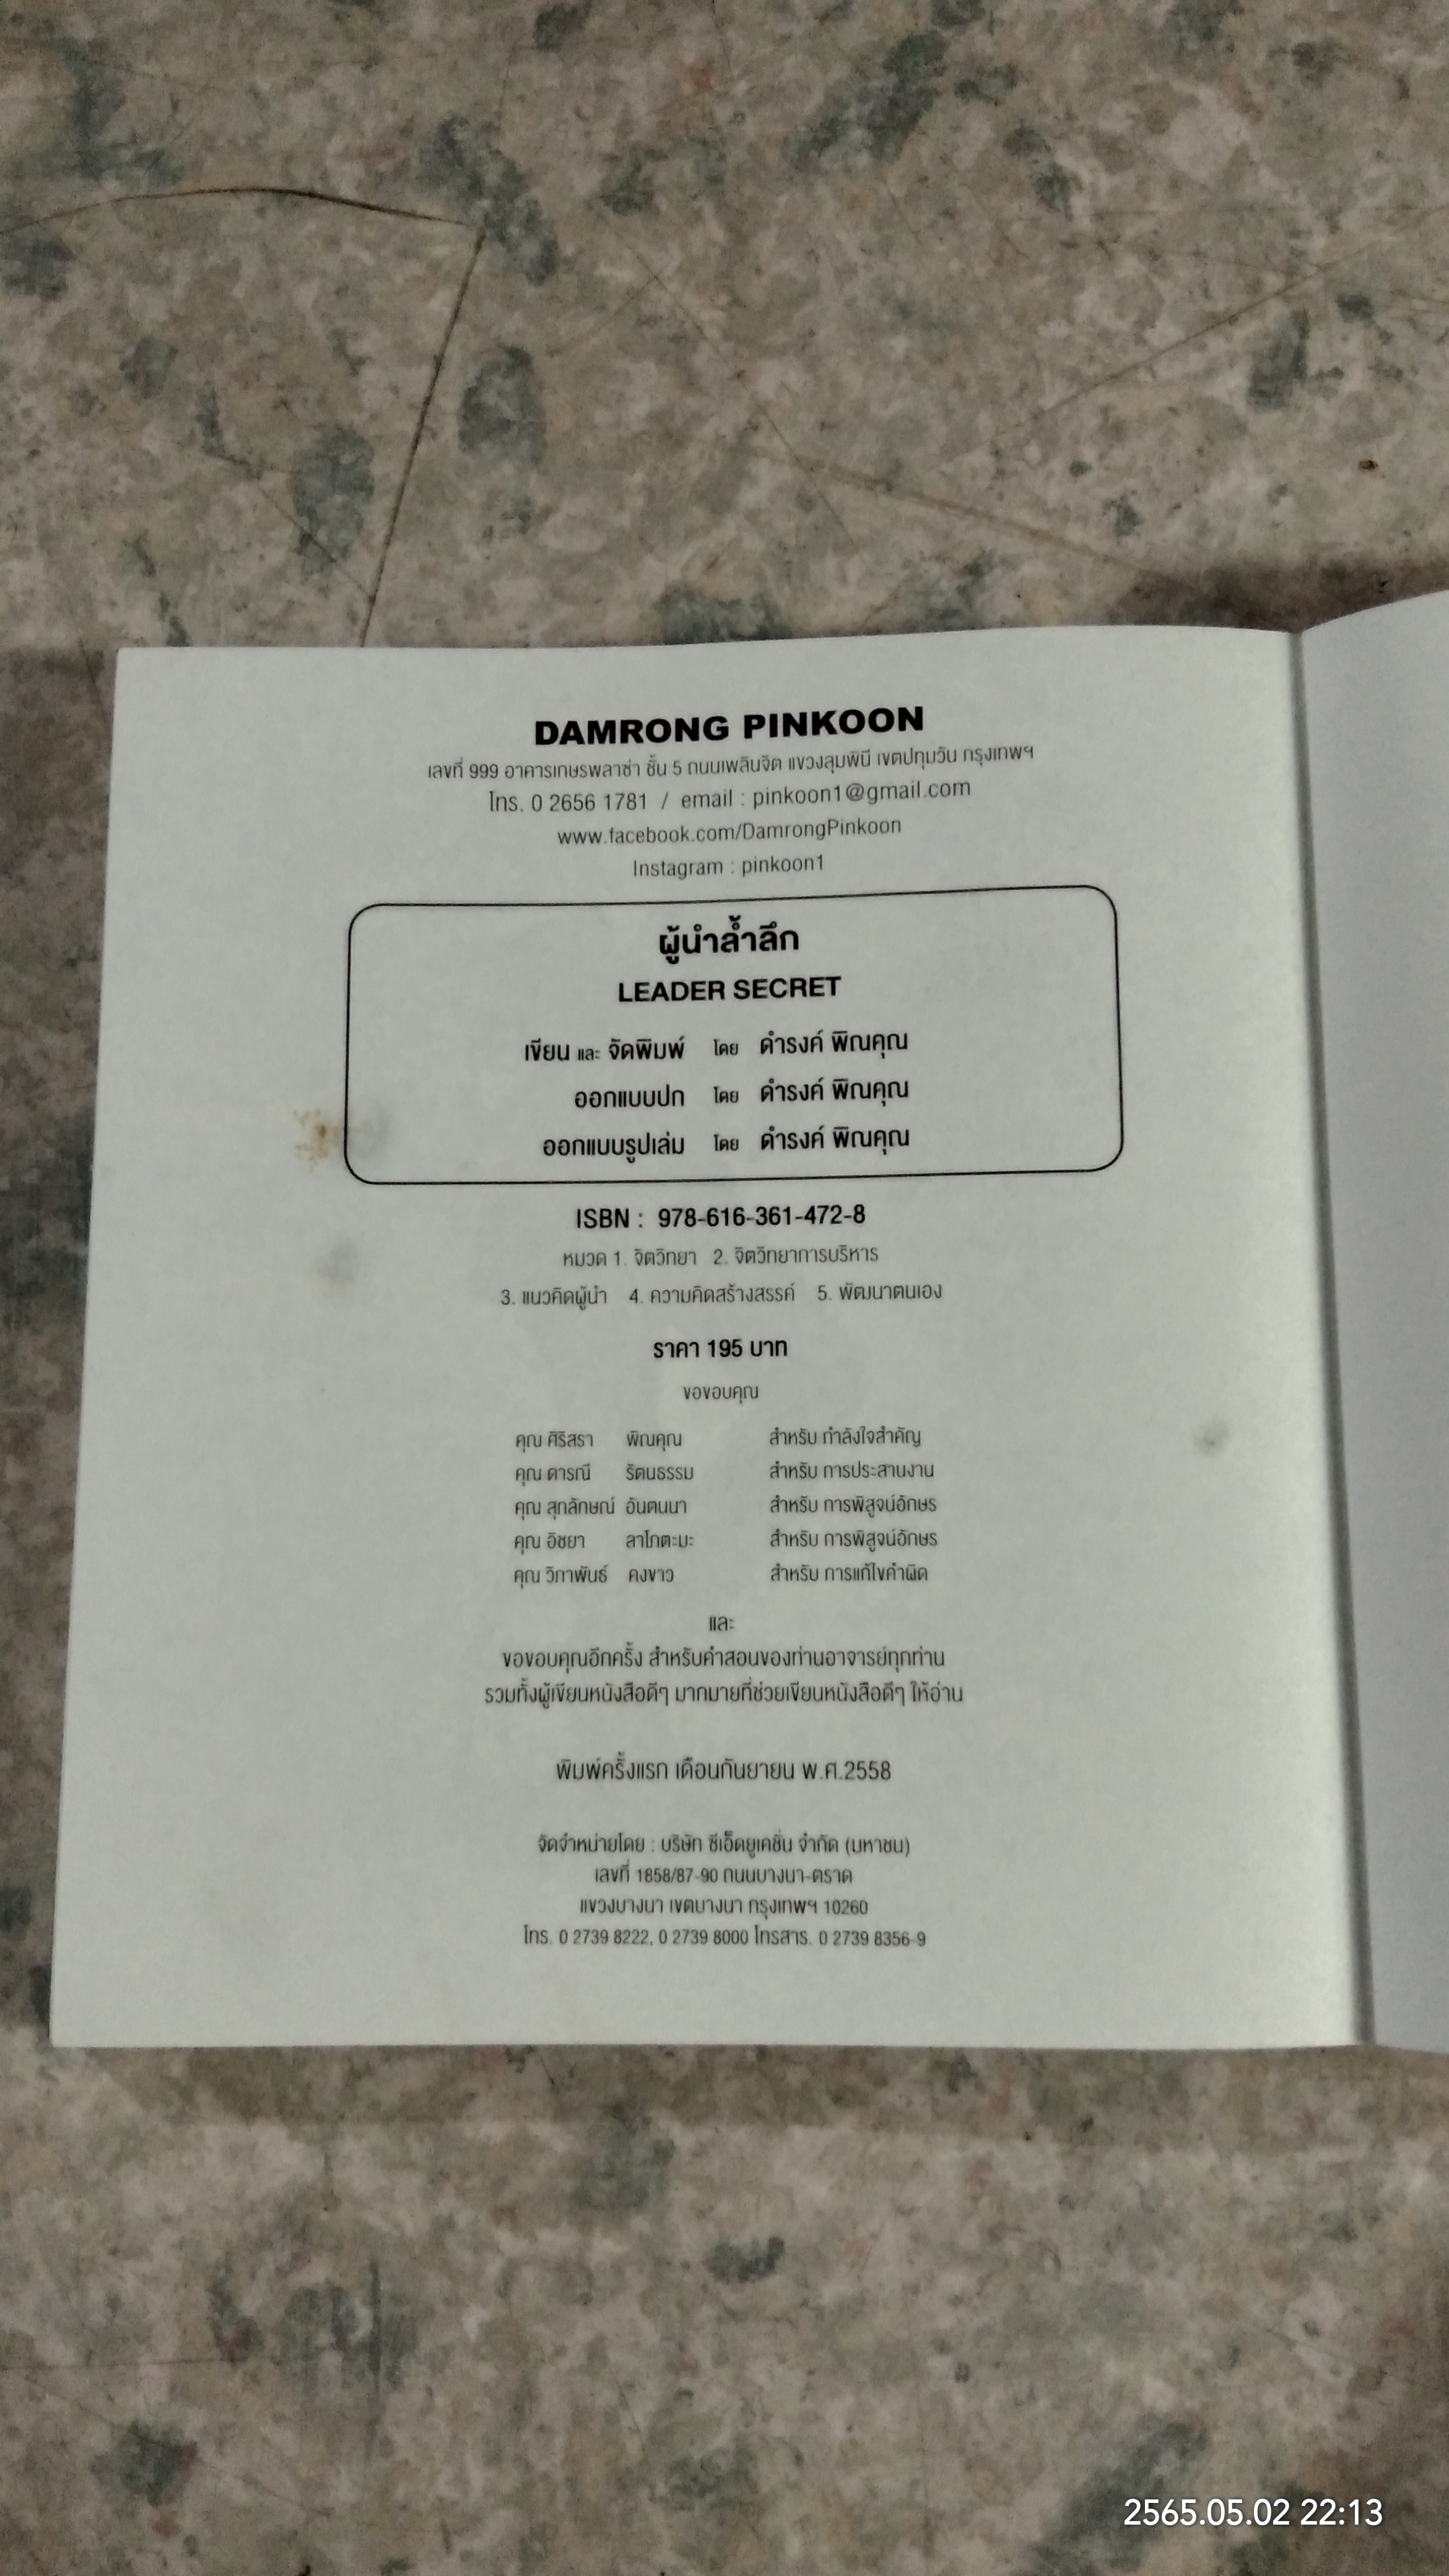 DAMRONG PINKOON
เลขที่ 999 อาคารเกษรพลาซ่า ชั้น 5 ถนนเพลินจิต แขวงลุมพินี เขตปทุมวัน กรุงเทพฯ
โทร. 0 2656 1781 / email : pinkoon1@gmail.com
www.facebook.com/DamrongPinkoon
Instagram : pinkoon1
ผู้นำล้ำลึก
LEADER SECRET
เขียน และ จัดพิมพ์ โดย ดำรงค์ พิณคุณ
ออกแบบปก โดย ดำรงค์ พิณคุณ
ออกแบบรูปเล่ม โดย ดำรงค์ พิณคุณ
ISBN : 978-616-361-472-8
หมวด 1. จิตวิทยา 2. จิตวิทยาการบริหาร
3. แนวคิดผู้นำ 4. ความคิดสร้างสรรค์ 5. พัฒนาตนเอง
ราคา 195 บาท
ขอขอบคุณ
คุณ ศิริสรา พิณคุณ สำหรับ กำลังใจสำคัญ
คุณ ดารณี รัตนธรรม สำหรับ การประสานงาน
คุณ สุกลักษณ์ อันตนนา สำหรับ การพิสูจน์อักษร
คุณ อิชยา ลาโกตะมะ สำหรับ การพิสูจน์อักษร
คุณ วิภาพันธ์ คงขาว สำหรับ การแก้ไขคำผิด
และ
ขอขอบคุณอีกครั้ง สำหรับคำสอนของท่านอาจารย์ทุกท่าน
รวมทั้งผู้เขียนหนังสือดีๆ มากมายที่ช่วยเขียนหนังสือดีๆ ให้อ่าน
พิมพ์ครั้งแรก เดือนกันยายน พ.ศ.2558
จัดจำหน่ายโดย : บริษัท ซีเอ็ดยูเคชั่น จำกัด (มหาชน)
เลขที่ 1858/87-90 ถนนบางนา-ตราด
แขวงบางนา เขตบางนา กรุงเทพฯ 10260
โทร. 0 2739 8222, 0 2739 8000 โทรสาร. 0 2739 8356-9
2565.05.02 22:13